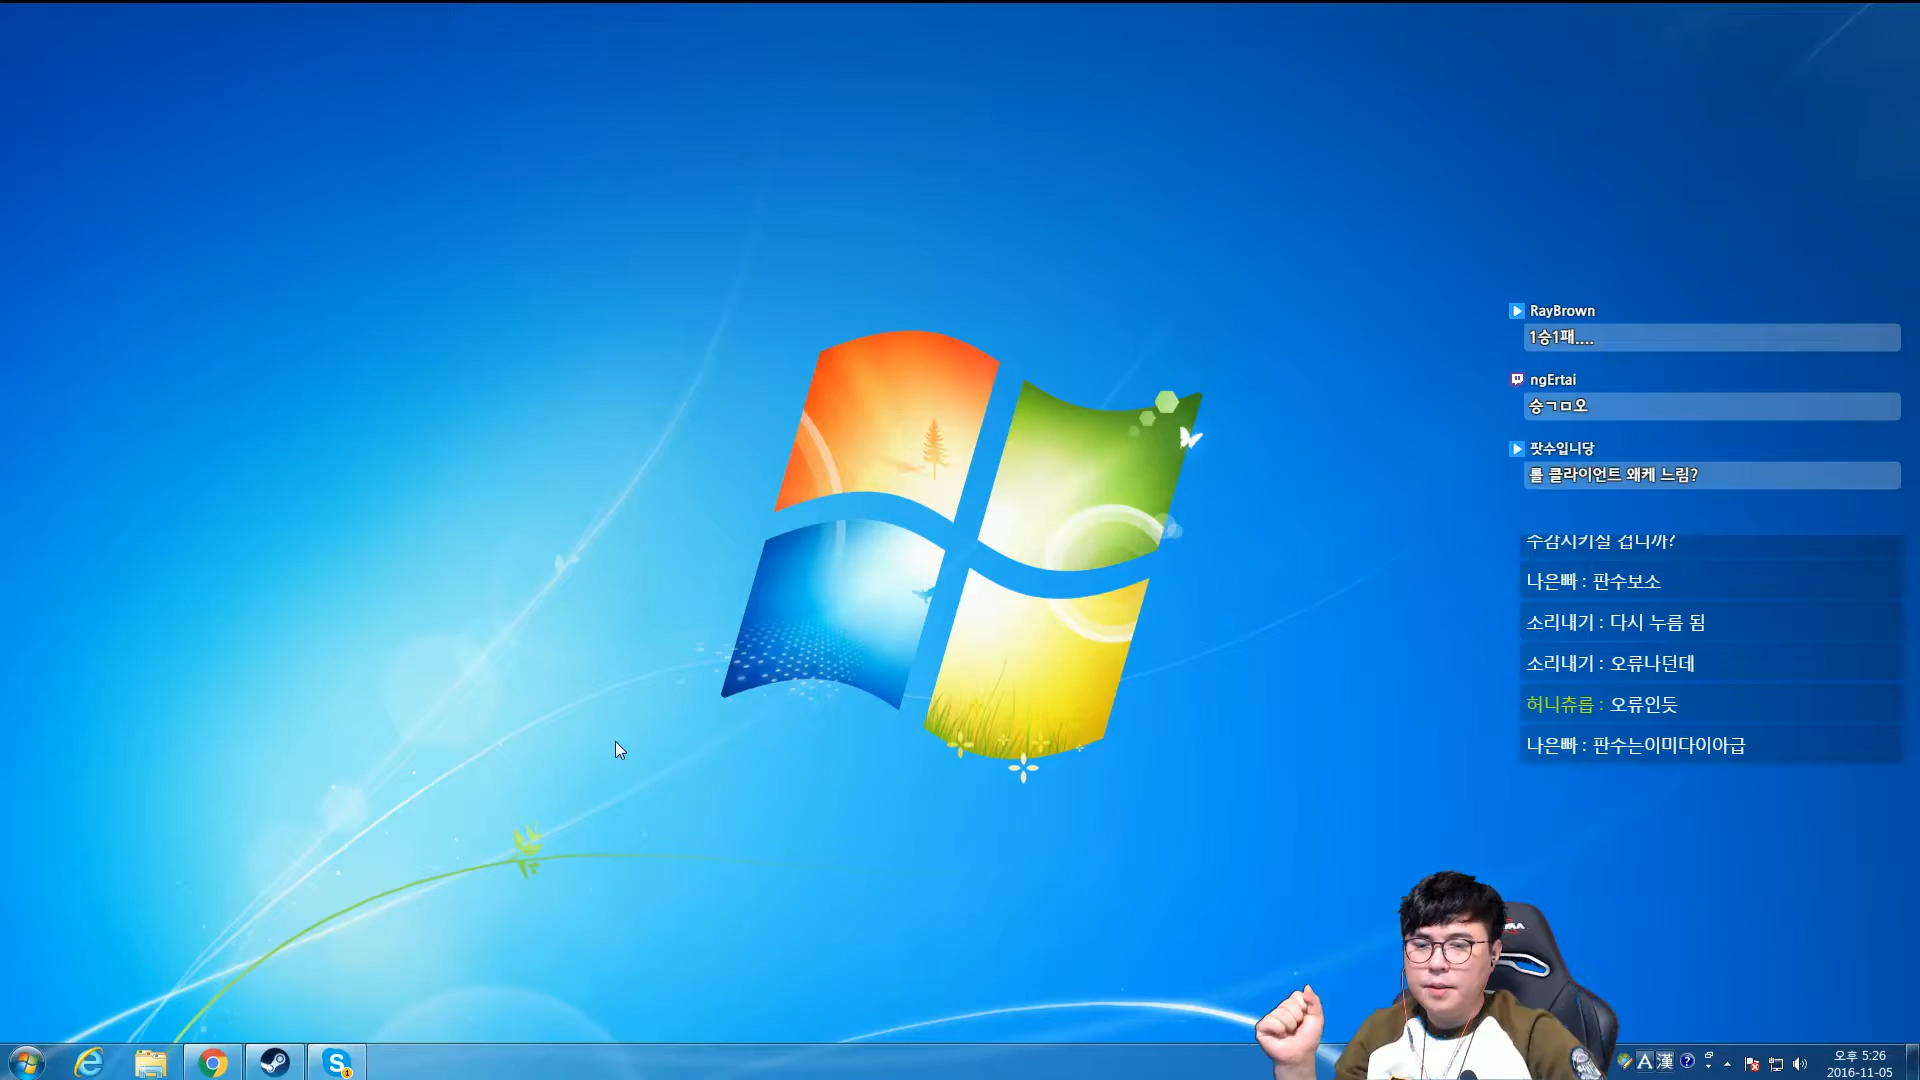 RayBrown
1승1패....
ngErtai
승ㄱㅁ오
팟수입니당
롤 클라이언트 왜케 느림?
수감시키실 겁니까?
나은빠 : 판수보소
소리내기 : 다시 누름 됨
소리내기 : 오류나던데
허니츄릅 : 오류인듯
나은빠 : 판수는이미다이아급
A 漢
오후 5:26
2016-11-05